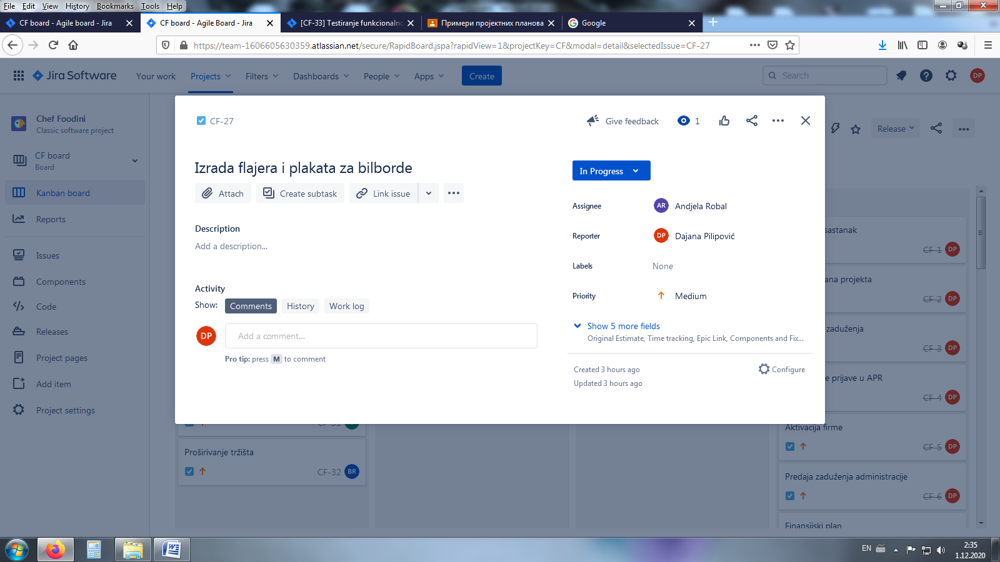 File Edit View History Bookmarks Tools Help
CF board - Agile board - Jira
CF board - Agile Board - Jira
[CF-33] Testiranje funkcionalno
Примери пројектних планова
Google
https://team-1606605630359.atlassian.net/secure/RapidBoard.jspa?rapidView=1&projectKey=CF&modal=detail&selectedIssue=CF-27
Jira Software
Your work
Projects
Filters
Dashboards
People
Apps
Create
Search
DP
Chef Foodini
Classic software project
CF board
Board
Kanban board
Reports
Issues
Components
Code
Releases
Project pages
Add item
Project settings
Release
CF-27
Give feedback
1
Izrada flajera i plakata za bilborde
Attach
Create subtask
Link issue
Description
Add a description...
Activity
Show:
Comments
History
Work log
DP
Add a comment...
Pro tip: press M to comment
In Progress
Assignee
AR Andjela Robal
Reporter
DP Dajana Pilipović
Labels
None
Priority
Medium
Show 5 more fields
Original Estimate, Time tracking, Epic Link, Components and Fix...
Created 3 hours ago
Configure
Updated 3 hours ago
CF-31
Proširivanje tržišta
CF-32 BR
sastanak
CF-1 DP
ana projekta
CF-2 DP
zaduženja
CF-3 DP
e prijave u APR
CF-4 DP
Aktivacija firme
CF-5 DP
Predaja zaduženja administracije
CF-6 DP
Finansijski plan
EN
2:35
1.12.2020